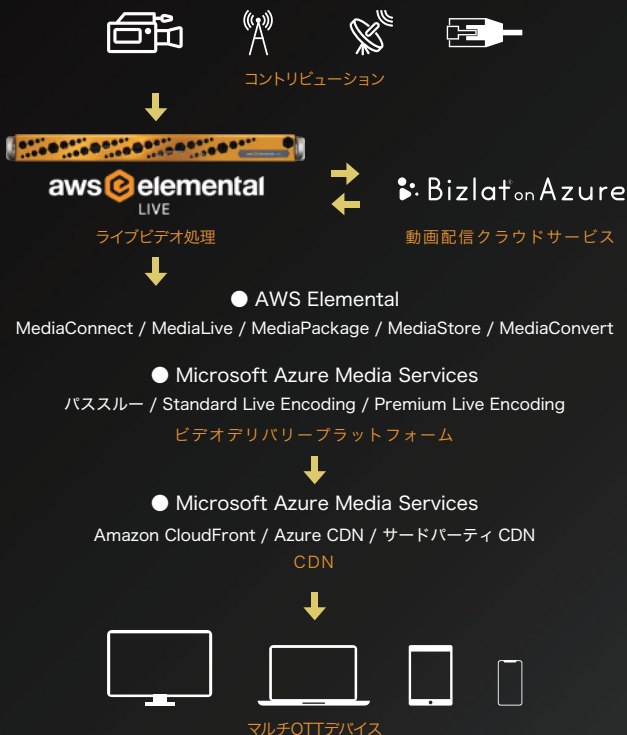 コントリビューション
aws elemental
LIVE
ライブビデオ処理
Bizlat on Azure
動画配信クラウドサービス
● AWS Elemental
MediaConnect / MediaLive / MediaPackage / MediaStore / MediaConvert
● Microsoft Azure Media Services
パススルー / Standard Live Encoding / Premium Live Encoding
ビデオデリバリープラットフォーム
● Microsoft Azure Media Services
Amazon CloudFront / Azure CDN / サードパーティ CDN
CDN
マルチOTTデバイス